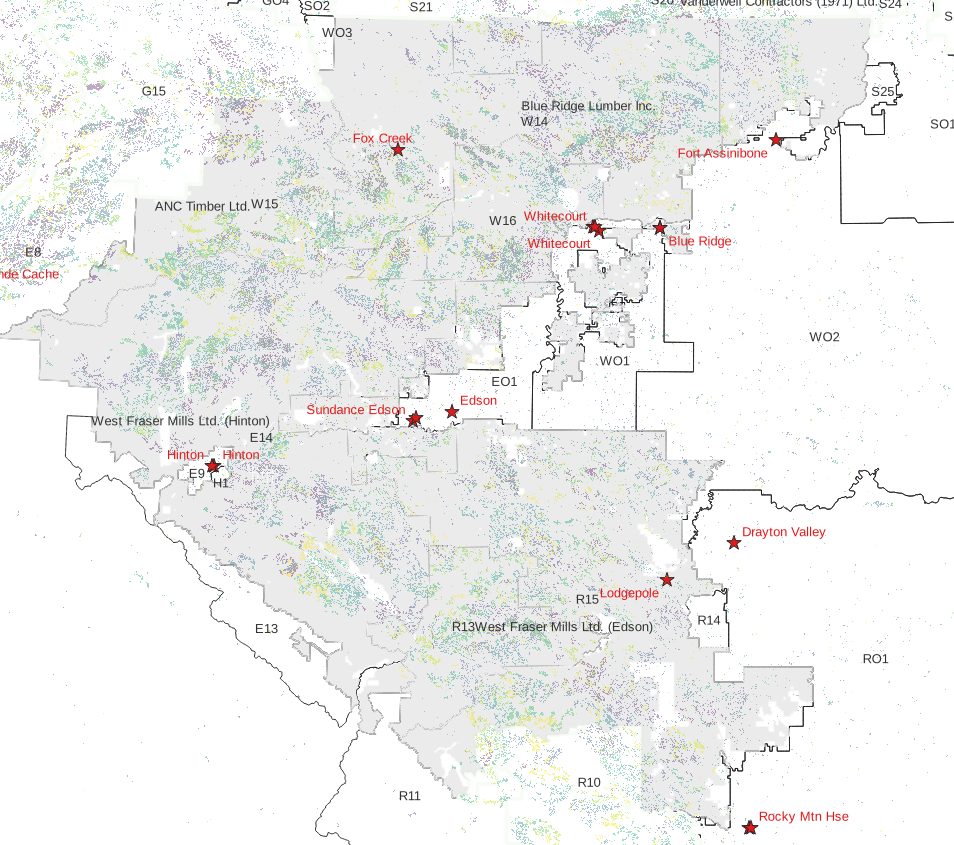 GO4
SO2
S21
S20
Vanderwell Contractors (1971) Ltd.
S24
WO3
S
G15
S25
Blue Ridge Lumber Inc.
W14
SO1
Fox Creek
Fort Assinibone
ANC Timber Ltd.
W15
W16
Whitecourt
Whitecourt
Blue Ridge
E8
nde Cache
WO2
WO1
EO1
Edson
Sundance Edson
West Fraser Mills Ltd. (Hinton)
E14
Hinton
Hinton
E9
H1
Drayton Valley
Lodgepole
R15
R14
R13
West Fraser Mills Ltd. (Edson)
E13
RO1
R10
R11
Rocky Mtn Hse